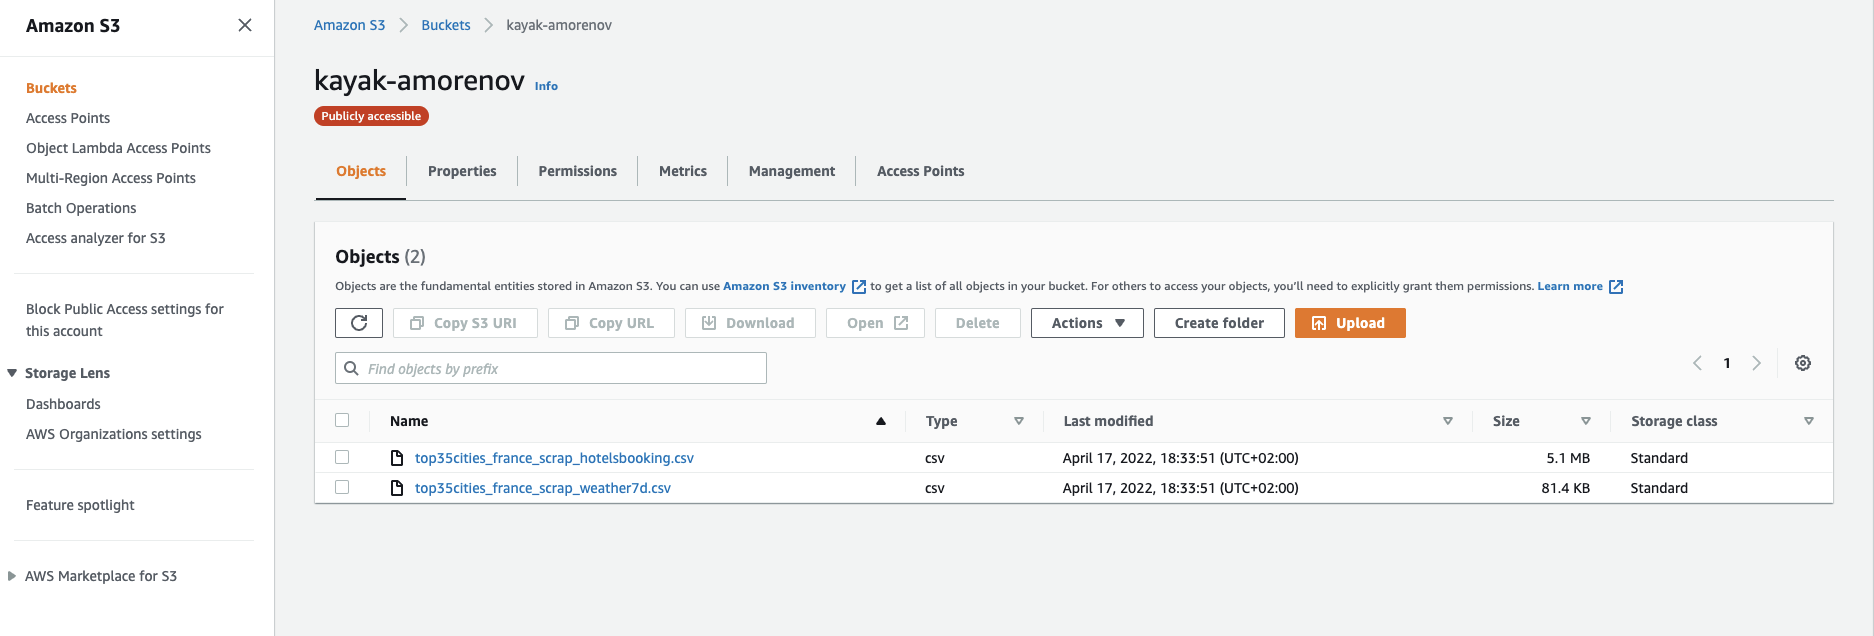 Amazon S3
Buckets
Access Points
Object Lambda Access Points
Multi-Region Access Points
Batch Operations
Access analyzer for S3
Block Public Access settings for
this account
Storage Lens
Dashboards
AWS Organizations settings
Feature spotlight
AWS Marketplace for S3
Amazon S3 Buckets kayak-amorenov
kayak-amorenov Info
Publicly accessible
Objects Properties Permissions Metrics Management Access Points
Objects (2)
Objects are the fundamental entities stored in Amazon S3. You can use Amazon S3 inventory to get a list of all objects in your bucket. For others to access your objects, you'll need to explicitly grant them permissions. Learn more
Copy S3 URI Copy URL Download Open Delete Actions Create folder Upload
Find objects by prefix 1
Name Type Last modified Size Storage class
top35cities_france_scrap_hotelsbooking.csv csv April 17, 2022, 18:33:51 (UTC+02:00) 5.1 MB Standard
top35cities_france_scrap_weather7d.csv csv April 17, 2022, 18:33:51 (UTC+02:00) 81.4 KB Standard